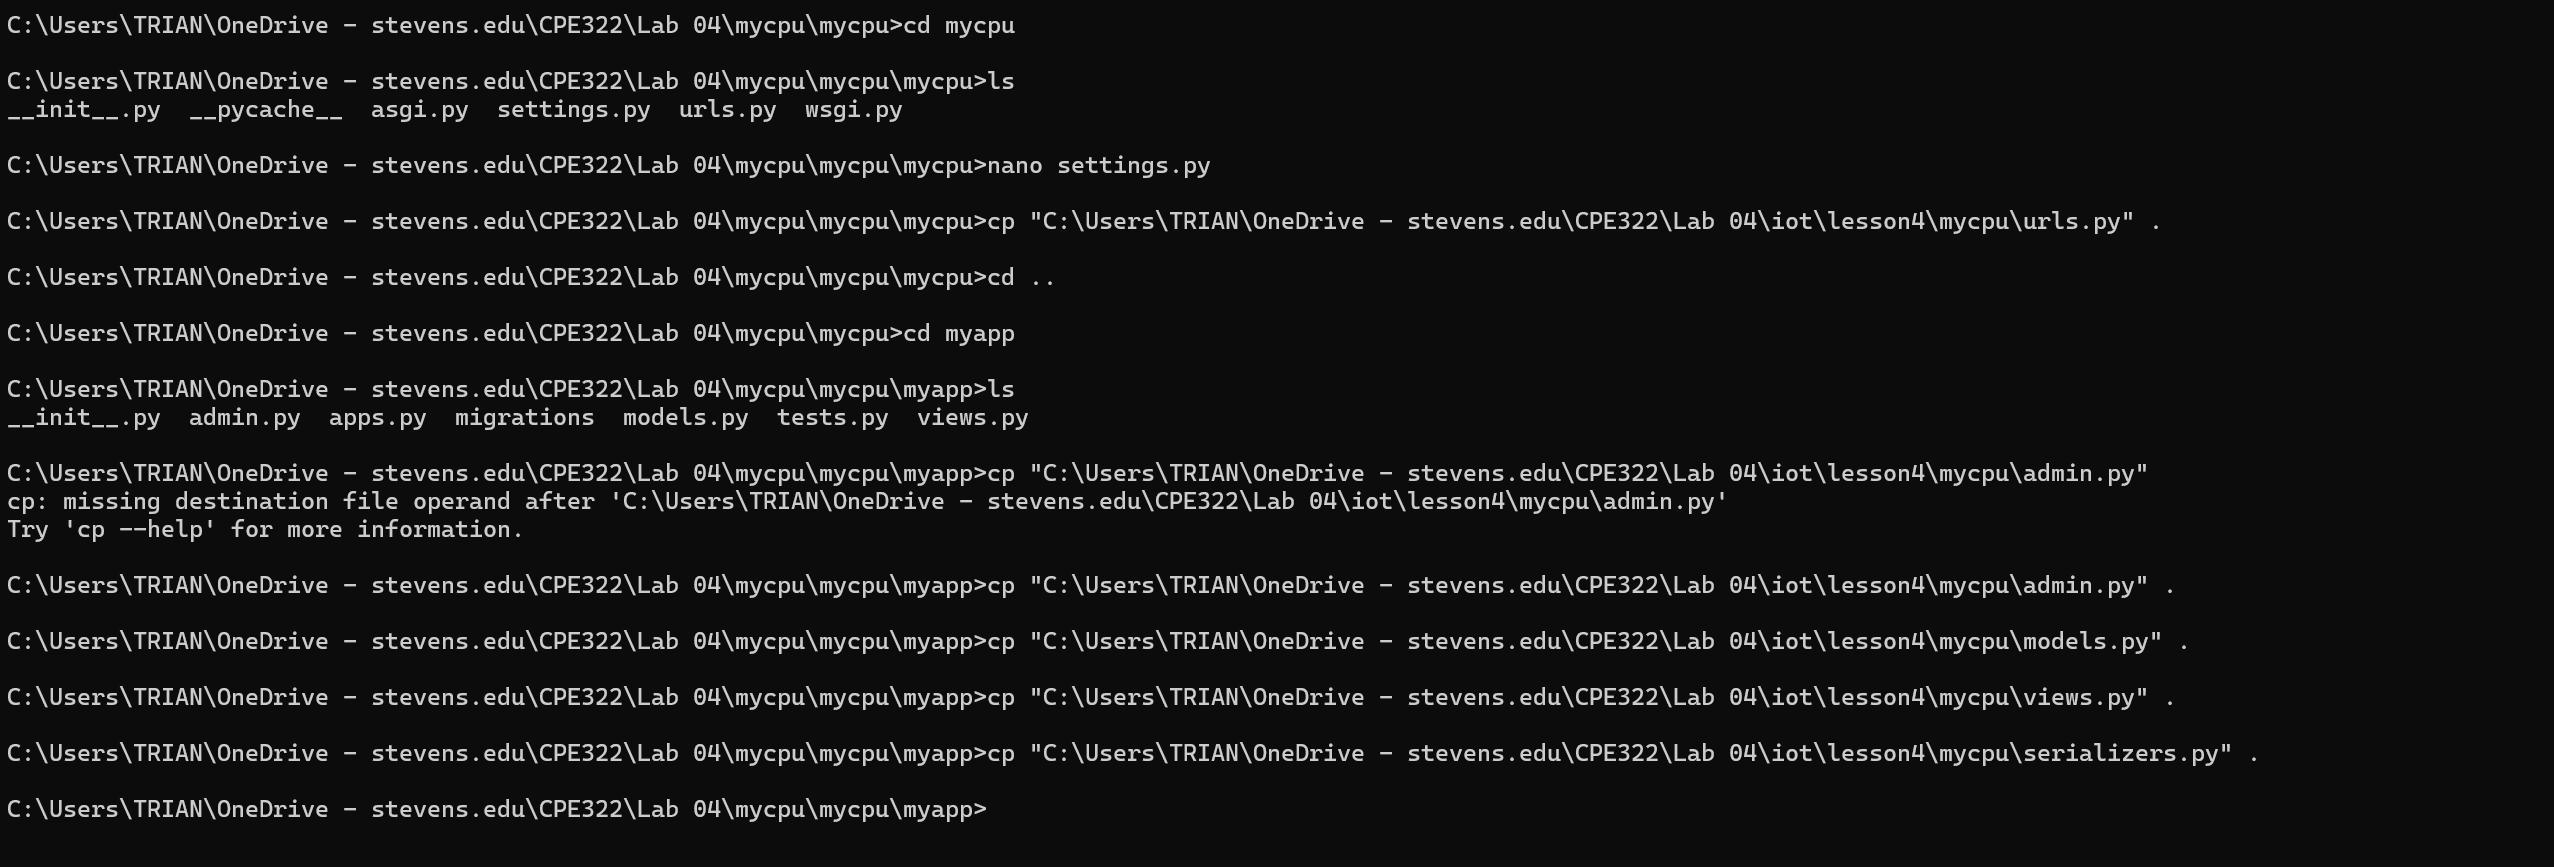 C:\Users\TRIAN\OneDrive - stevens.edu\CPE322\Lab 04\mycpu\mycpu>cd mycpu
C:\Users\TRIAN\OneDrive - stevens.edu\CPE322\Lab 04\mycpu\mycpu\mycpu>ls
__init__.py  __pycache__  asgi.py  settings.py  urls.py  wsgi.py
C:\Users\TRIAN\OneDrive - stevens.edu\CPE322\Lab 04\mycpu\mycpu\mycpu>nano settings.py
C:\Users\TRIAN\OneDrive - stevens.edu\CPE322\Lab 04\mycpu\mycpu\mycpu>cp "C:\Users\TRIAN\OneDrive - stevens.edu\CPE322\Lab 04\iot\lesson4\mycpu\urls.py" .
C:\Users\TRIAN\OneDrive - stevens.edu\CPE322\Lab 04\mycpu\mycpu\mycpu>cd ..
C:\Users\TRIAN\OneDrive - stevens.edu\CPE322\Lab 04\mycpu\mycpu>cd myapp
C:\Users\TRIAN\OneDrive - stevens.edu\CPE322\Lab 04\mycpu\mycpu\myapp>ls
__init__.py  admin.py  apps.py  migrations  models.py  tests.py  views.py
C:\Users\TRIAN\OneDrive - stevens.edu\CPE322\Lab 04\mycpu\mycpu\myapp>cp "C:\Users\TRIAN\OneDrive - stevens.edu\CPE322\Lab 04\iot\lesson4\mycpu\admin.py"
cp: missing destination file operand after 'C:\Users\TRIAN\OneDrive - stevens.edu\CPE322\Lab 04\iot\lesson4\mycpu\admin.py'
Try 'cp --help' for more information.
C:\Users\TRIAN\OneDrive - stevens.edu\CPE322\Lab 04\mycpu\mycpu\myapp>cp "C:\Users\TRIAN\OneDrive - stevens.edu\CPE322\Lab 04\iot\lesson4\mycpu\admin.py" .
C:\Users\TRIAN\OneDrive - stevens.edu\CPE322\Lab 04\mycpu\mycpu\myapp>cp "C:\Users\TRIAN\OneDrive - stevens.edu\CPE322\Lab 04\iot\lesson4\mycpu\models.py" .
C:\Users\TRIAN\OneDrive - stevens.edu\CPE322\Lab 04\mycpu\mycpu\myapp>cp "C:\Users\TRIAN\OneDrive - stevens.edu\CPE322\Lab 04\iot\lesson4\mycpu\views.py" .
C:\Users\TRIAN\OneDrive - stevens.edu\CPE322\Lab 04\mycpu\mycpu\myapp>cp "C:\Users\TRIAN\OneDrive - stevens.edu\CPE322\Lab 04\iot\lesson4\mycpu\serializers.py" .
C:\Users\TRIAN\OneDrive - stevens.edu\CPE322\Lab 04\mycpu\mycpu\myapp>